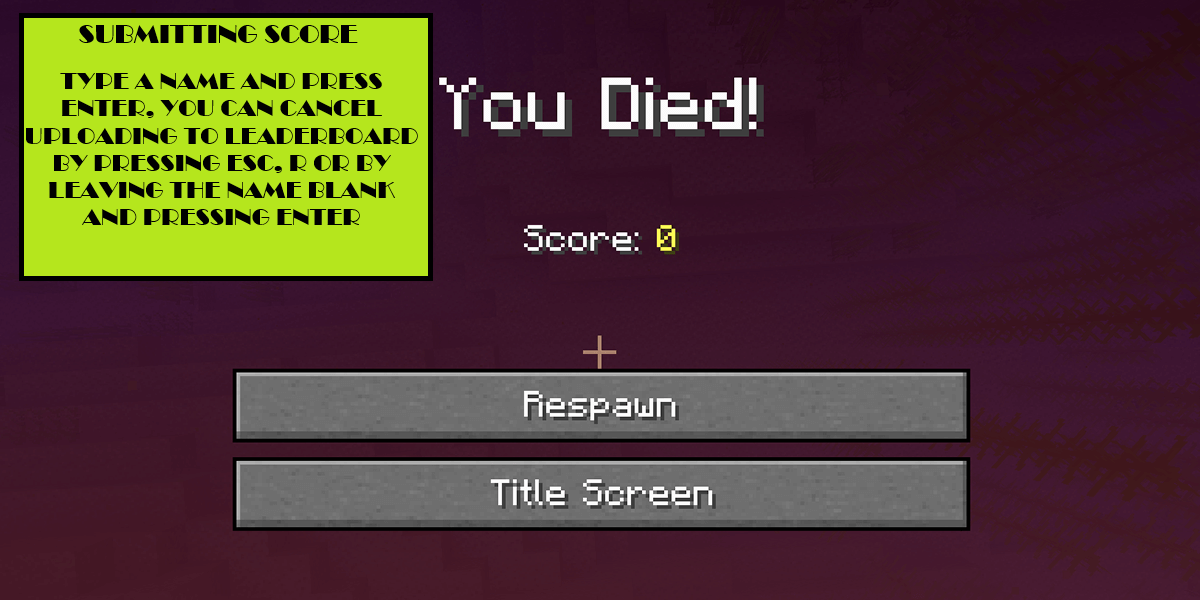 SUBMITTING SCORE
TYPE A NAME AND PRESS
ENTER, YOU CAN CANCEL
UPLOADING TO LEADERBOARD
BY PRESSING ESC, R OR BY
LEAVING THE NAME BLANK
AND PRESSING ENTER
You Died!
Score: 0
Respawn
Title Screen